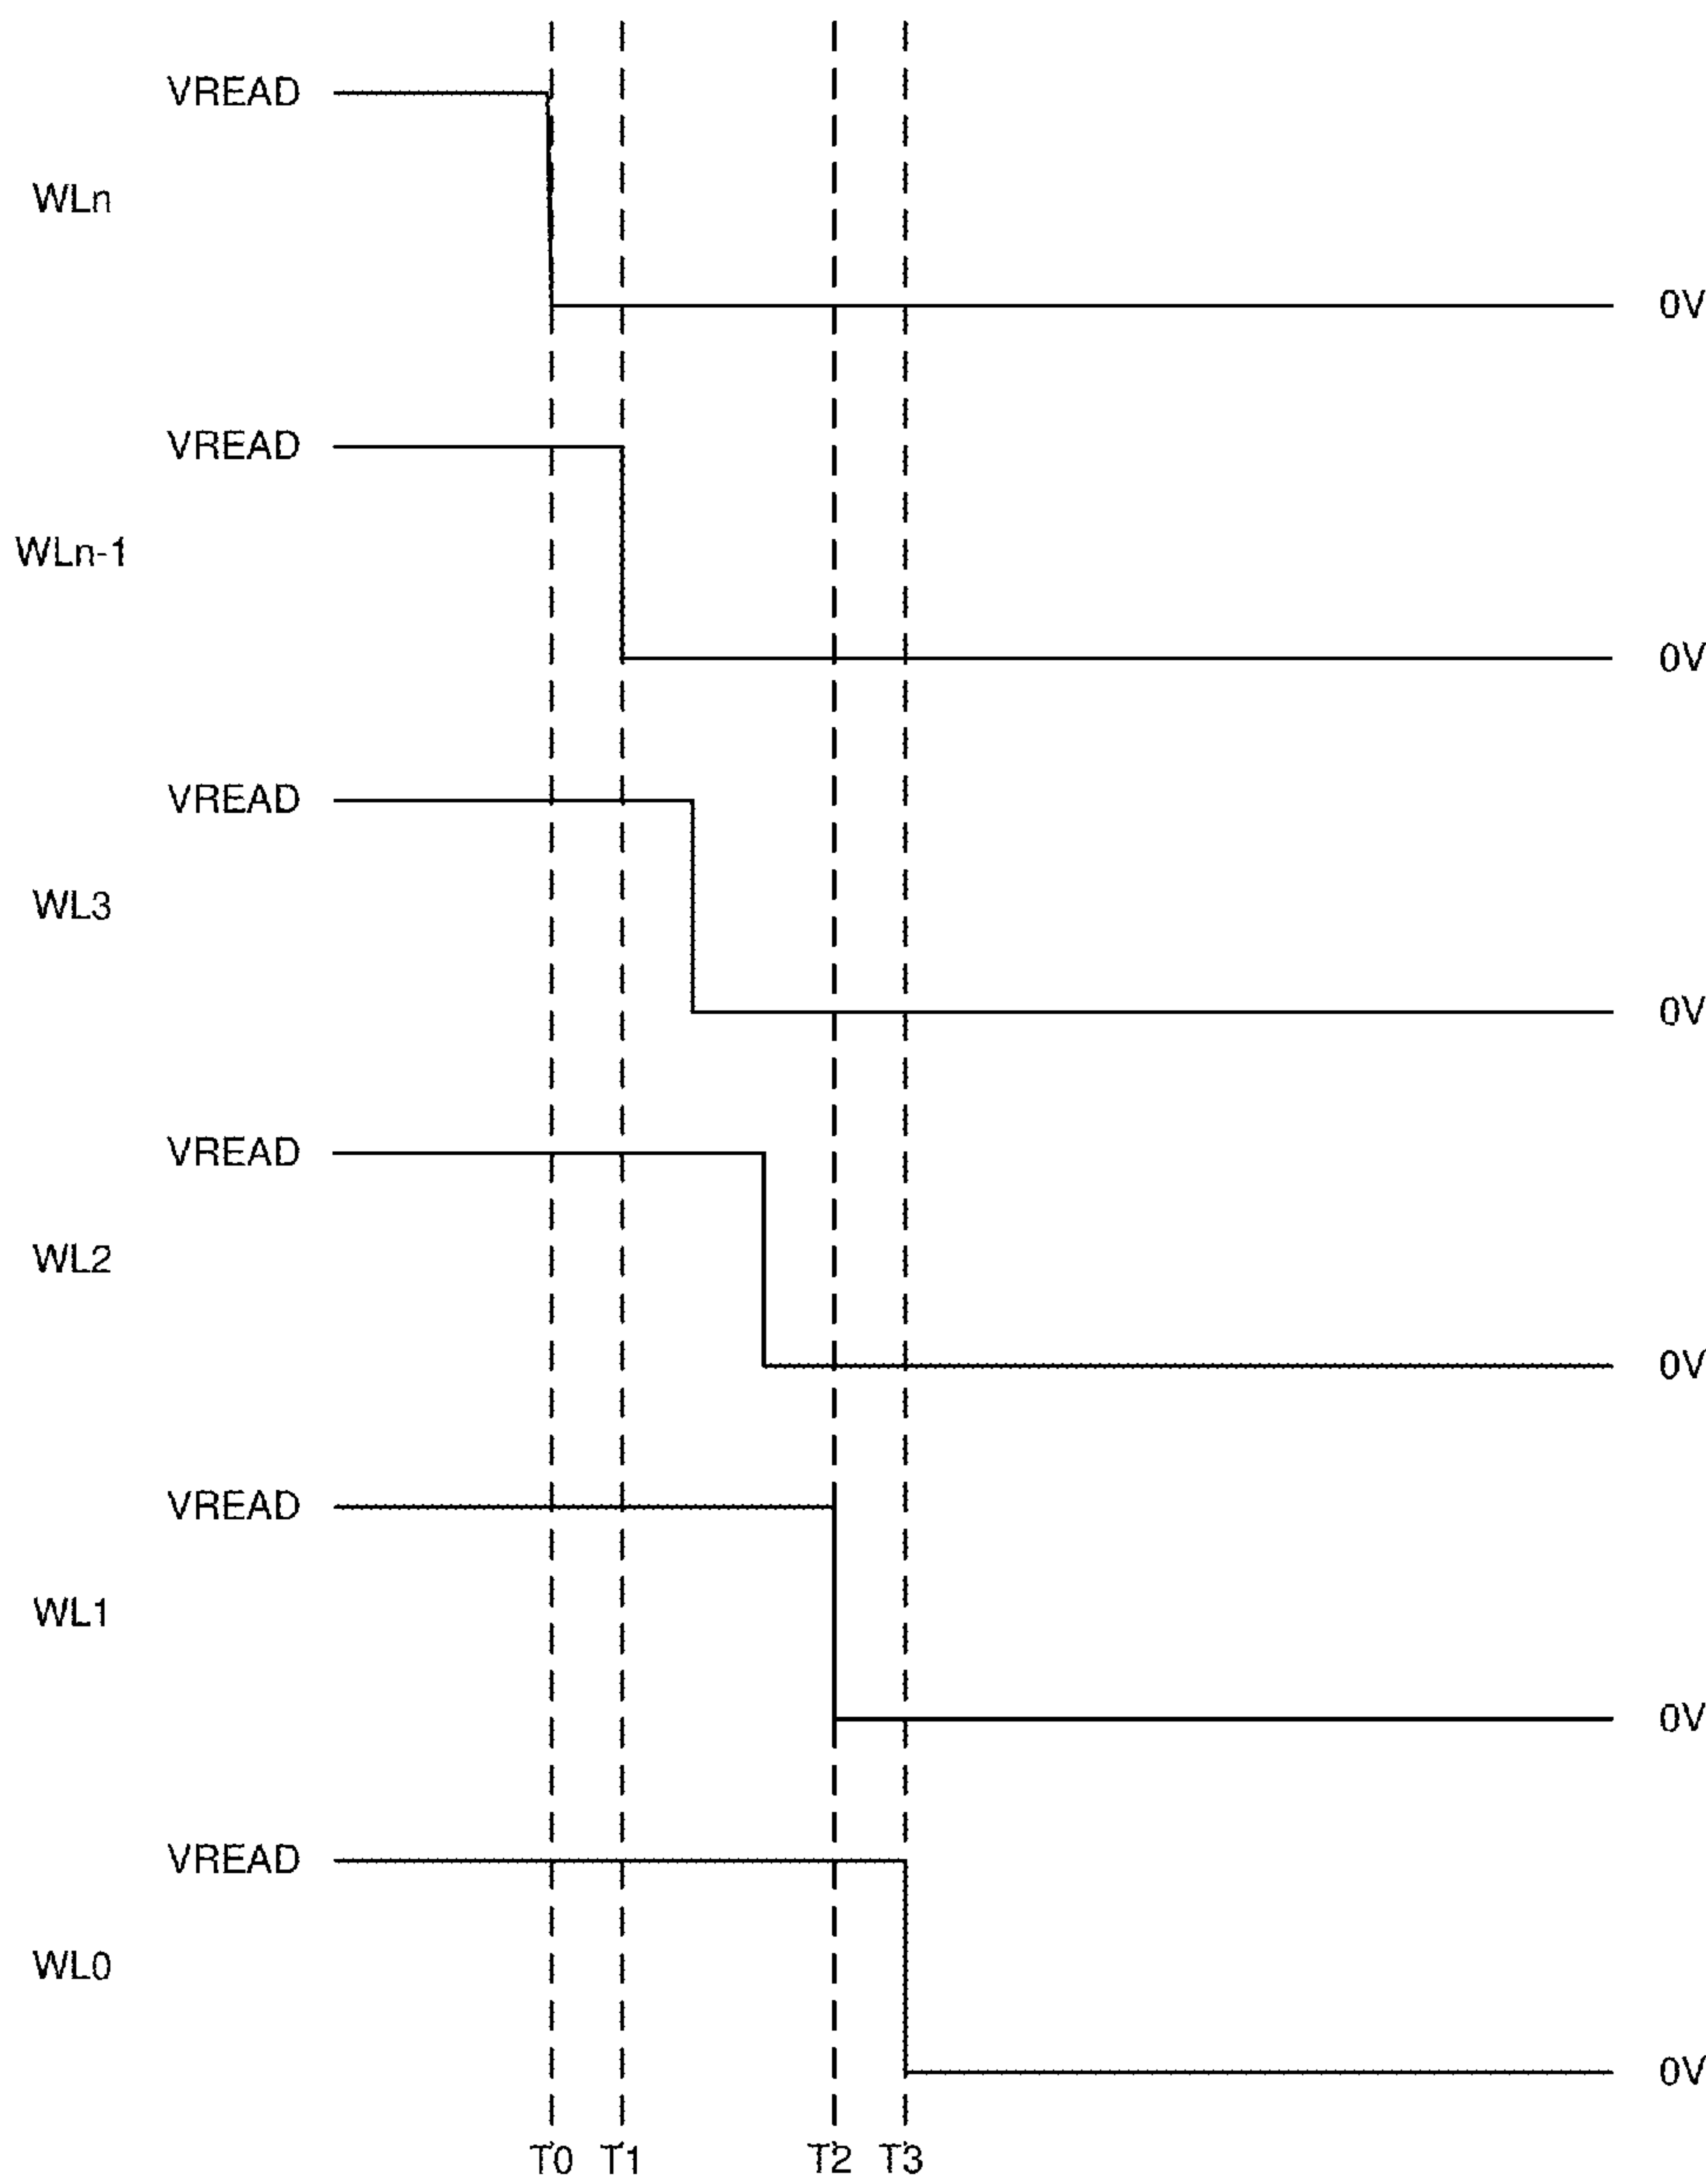 VREAD
WLn
0V
VREAD
WLn-1
0V
VREAD
WL3
0V
VREAD
WL2
0V
VREAD
WL1
0V
VREAD
WL0
0V
T0 T1 T2 T3